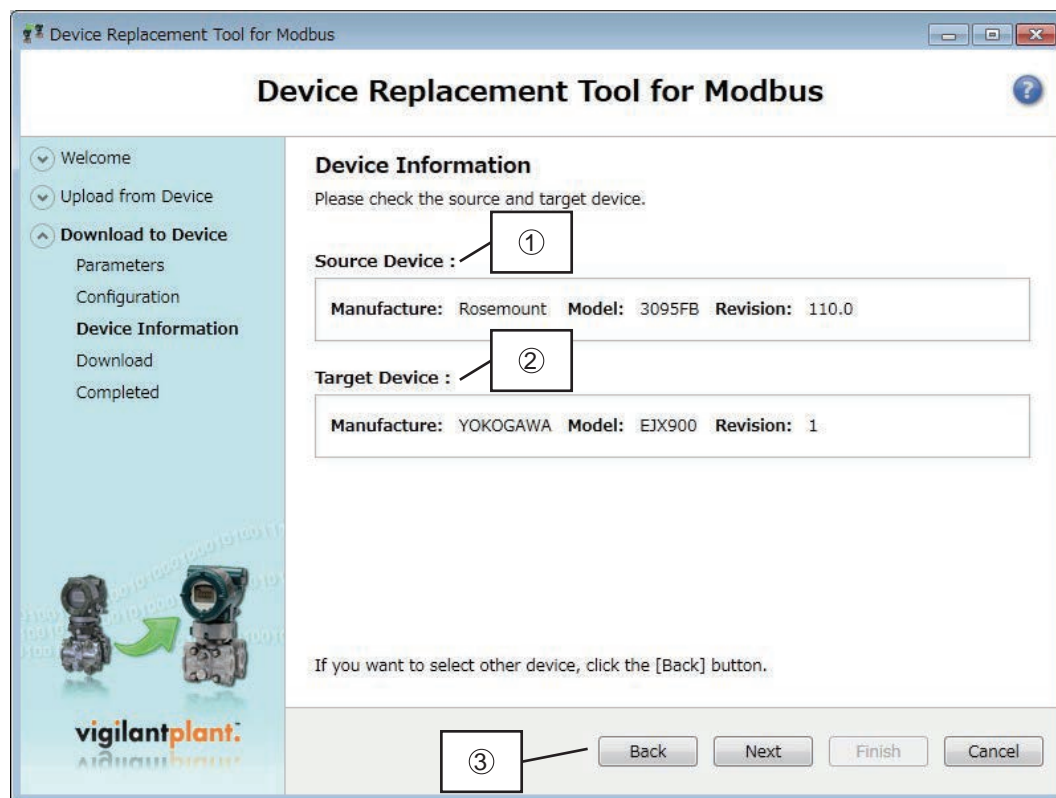 Device Replacement Tool for Modbus
Device Replacement Tool for Modbus
?
Welcome
Upload from Device
Download to Device
Parameters
Configuration
Device Information
Download
Completed
vigilantplant.
Device Information
Please check the source and target device.
①
Source Device :
Manufacture: Rosemount Model: 3095FB Revision: 110.0
②
Target Device :
Manufacture: YOKOGAWA Model: EJX900 Revision: 1
If you want to select other device, click the [Back] button.
③
Back Next Finish Cancel